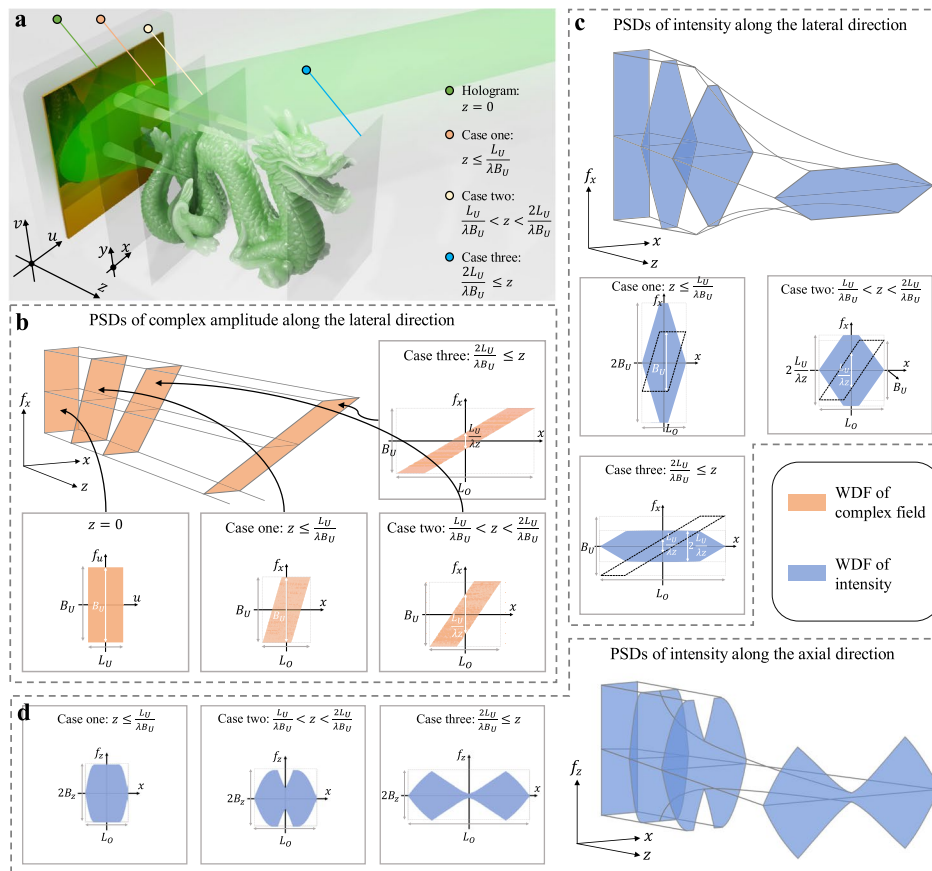 a
Hologram:
z = 0
Case one:
z ≤ L_U/λB_U
Case two:
L_U/λB_U < z < 2L_U/λB_U
Case three:
2L_U/λB_U ≤ z
v
u
z
y
x
b
PSDs of complex amplitude along the lateral direction
f_x
x
z
Case three: 2L_U/λB_U ≤ z
f_x
x
B_U
L_U/λz
L_O
z = 0
f_u
B_U
B_U
u
L_U
Case one: z ≤ L_U/λB_U
f_x
x
B_U
B_U
L_O
Case two: L_U/λB_U < z < 2L_U/λB_U
f_x
x
B_U
L_U/λz
L_O
c
PSDs of intensity along the lateral direction
f_x
x
z
Case one: z ≤ L_U/λB_U
f_x
2B_U
B_U
x
L_O
Case two: L_U/λB_U < z < 2L_U/λB_U
f_x
2 L_U/λz
L_U/λz
x
B_U
L_O
Case three: 2L_U/λB_U ≤ z
f_x
B_U
L_U/λz
2 L_U/λz
x
L_O
WDF of
complex field
WDF of
intensity
d
Case one: z ≤ L_U/λB_U
f_z
2B_z
x
L_O
Case two: L_U/λB_U < z < 2L_U/λB_U
f_z
2B_z
x
L_O
Case three: 2L_U/λB_U ≤ z
f_z
2B_z
x
L_O
PSDs of intensity along the axial direction
f_z
x
z